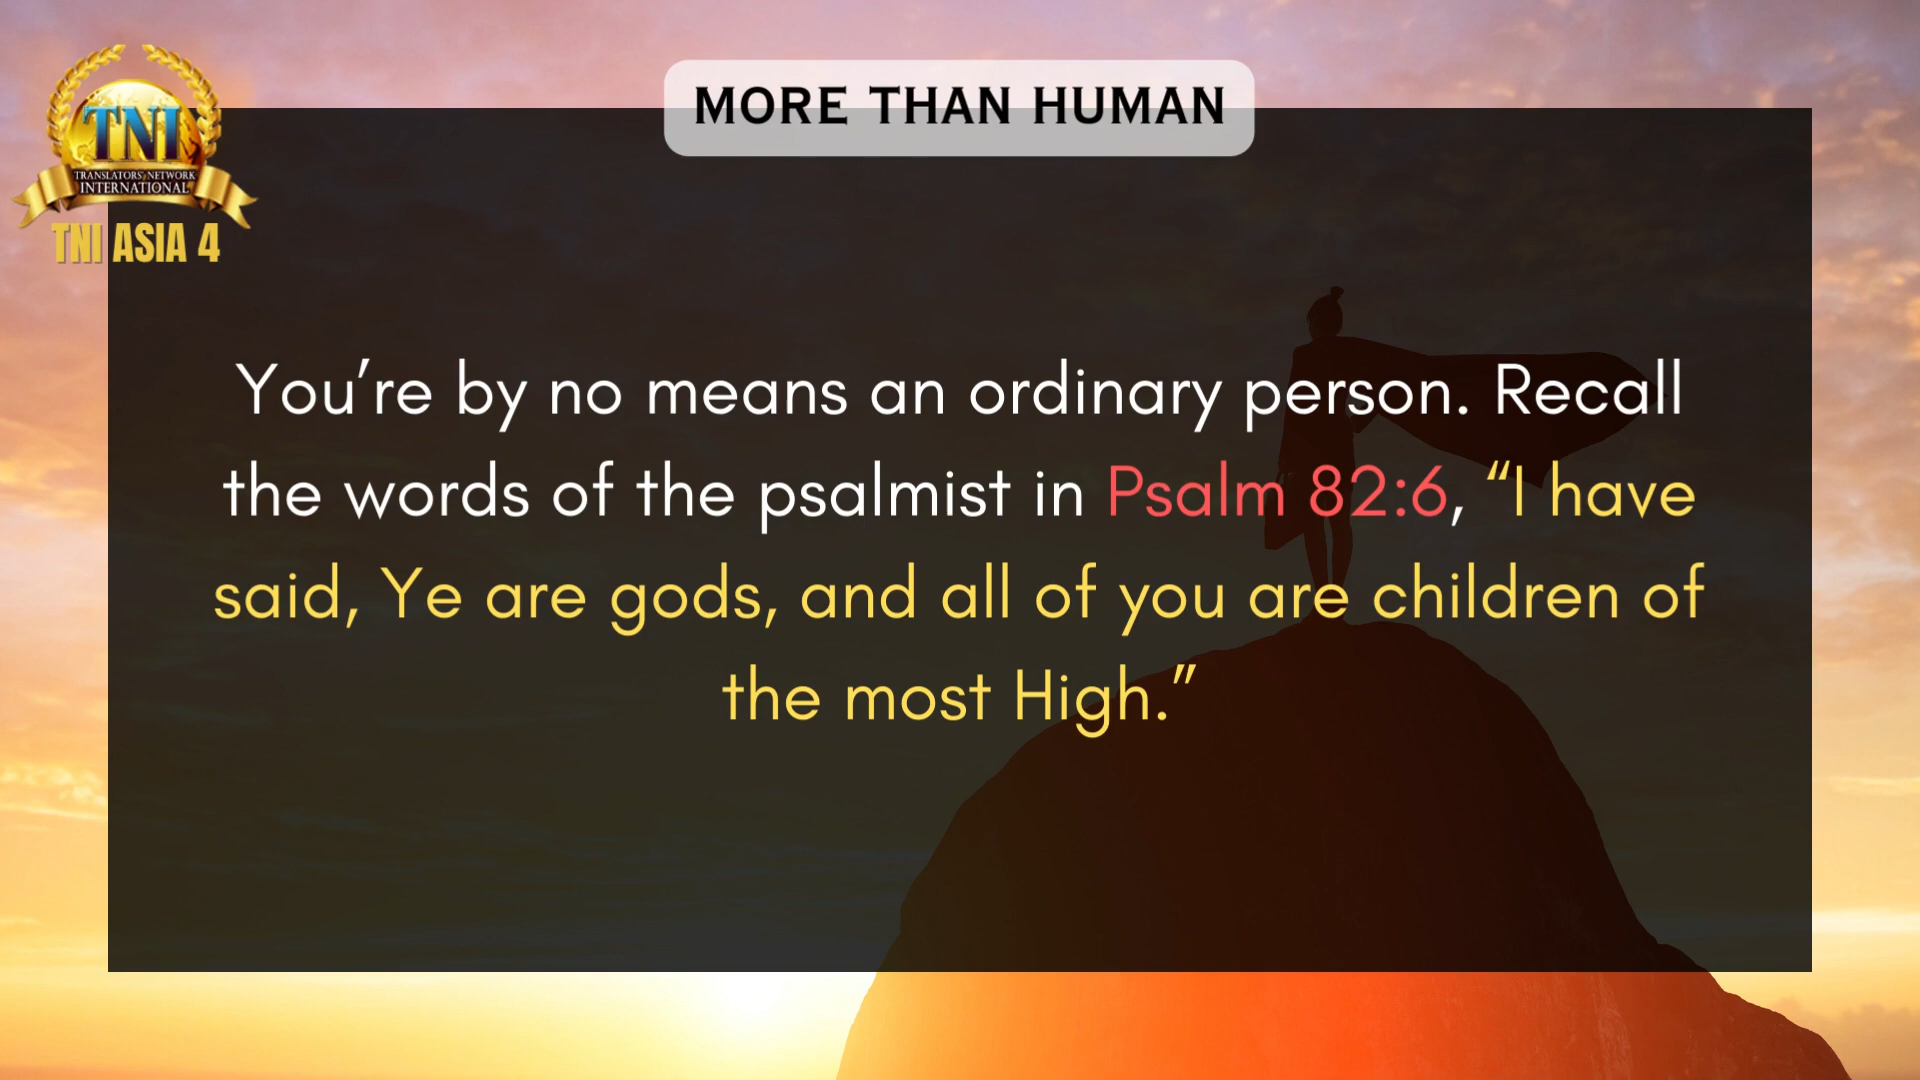 TNI
TRANSLATORS' NETWORK
INTERNATIONAL
TNI ASIA 4
MORE THAN HUMAN
You’re by no means an ordinary person. Recall
the words of the psalmist in Psalm 82:6, “I have
said, Ye are gods, and all of you are children of
the most High.”